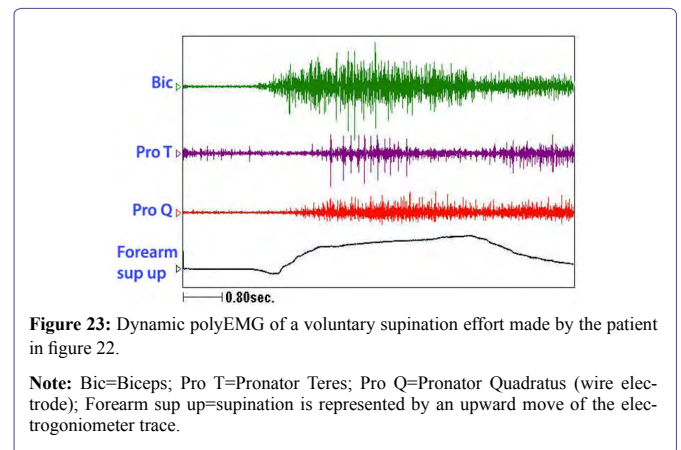 Bic
Pro T
Pro Q
Forearm
sup up
0.80sec.
Figure 23: Dynamic polyEMG of a voluntary supination effort made by the patient
in figure 22.
Note: Bic=Biceps; Pro T=Pronator Teres; Pro Q=Pronator Quadratus (wire elec-
trode); Forearm sup up=supination is represented by an upward move of the elec-
trogoniometer trace.